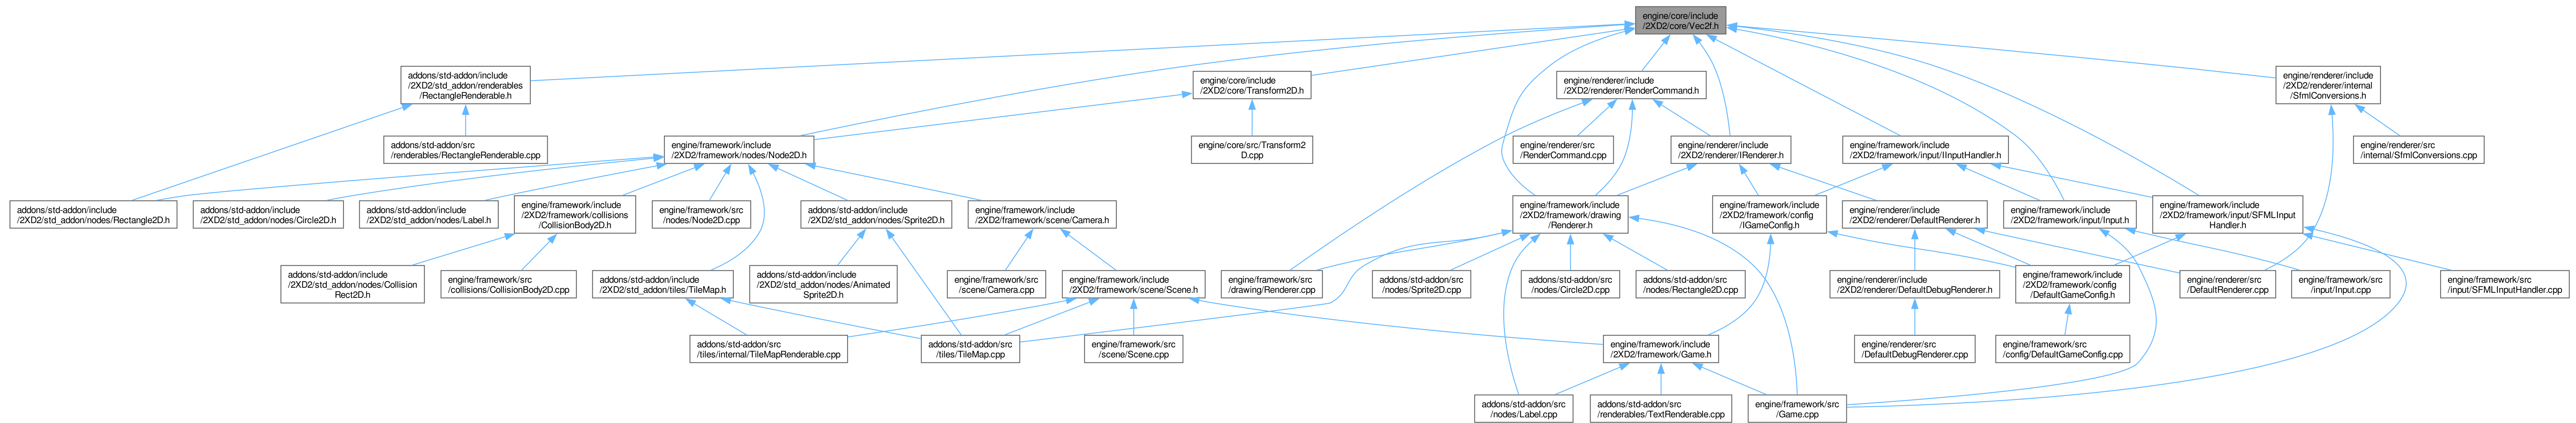 engine/core/include
/2XD2/core/Vec2f.h
addons/std-addon/include
/2XD2/std_addon/renderables
/RectangleRenderable.h
engine/core/include
/2XD2/core/Transform2D.h
engine/renderer/include
/2XD2/renderer/RenderCommand.h
engine/renderer/include
/2XD2/renderer/internal
/SfmlConversions.h
addons/std-addon/src
/renderables/RectangleRenderable.cpp
engine/framework/include
/2XD2/framework/nodes/Node2D.h
engine/core/src/Transform2
D.cpp
engine/renderer/src
/RenderCommand.cpp
engine/renderer/include
/2XD2/renderer/IRenderer.h
engine/framework/include
/2XD2/framework/input/IInputHandler.h
engine/renderer/src
/internal/SfmlConversions.cpp
addons/std-addon/include
/2XD2/std_addon/nodes/Rectangle2D.h
addons/std-addon/include
/2XD2/std_addon/nodes/Circle2D.h
addons/std-addon/include
/2XD2/std_addon/nodes/Label.h
engine/framework/include
/2XD2/framework/collisions
/CollisionBody2D.h
engine/framework/src
/nodes/Node2D.cpp
addons/std-addon/include
/2XD2/std_addon/nodes/Sprite2D.h
engine/framework/include
/2XD2/framework/scene/Camera.h
engine/framework/include
/2XD2/framework/drawing
/Renderer.h
engine/framework/include
/2XD2/framework/config
/IGameConfig.h
engine/renderer/include
/2XD2/renderer/DefaultRenderer.h
engine/framework/include
/2XD2/framework/input/Input.h
engine/framework/include
/2XD2/framework/input/SFMLInput
Handler.h
addons/std-addon/include
/2XD2/std_addon/nodes/Collision
Rect2D.h
engine/framework/src
/collisions/CollisionBody2D.cpp
addons/std-addon/include
/2XD2/std_addon/tiles/TileMap.h
addons/std-addon/include
/2XD2/std_addon/nodes/Animated
Sprite2D.h
engine/framework/src
/scene/Camera.cpp
engine/framework/include
/2XD2/framework/scene/Scene.h
engine/framework/src
/drawing/Renderer.cpp
addons/std-addon/src
/nodes/Sprite2D.cpp
addons/std-addon/src
/nodes/Circle2D.cpp
addons/std-addon/src
/nodes/Rectangle2D.cpp
engine/renderer/include
/2XD2/renderer/DefaultDebugRenderer.h
engine/framework/include
/2XD2/framework/config
/DefaultGameConfig.h
engine/renderer/src
/DefaultRenderer.cpp
engine/framework/src
/input/Input.cpp
engine/framework/src
/input/SFMLInputHandler.cpp
addons/std-addon/src
/tiles/internal/TileMapRenderable.cpp
addons/std-addon/src
/tiles/TileMap.cpp
engine/framework/src
/scene/Scene.cpp
engine/framework/include
/2XD2/framework/Game.h
engine/renderer/src
/DefaultDebugRenderer.cpp
engine/framework/src
/config/DefaultGameConfig.cpp
addons/std-addon/src
/nodes/Label.cpp
addons/std-addon/src
/renderables/TextRenderable.cpp
engine/framework/src
/Game.cpp